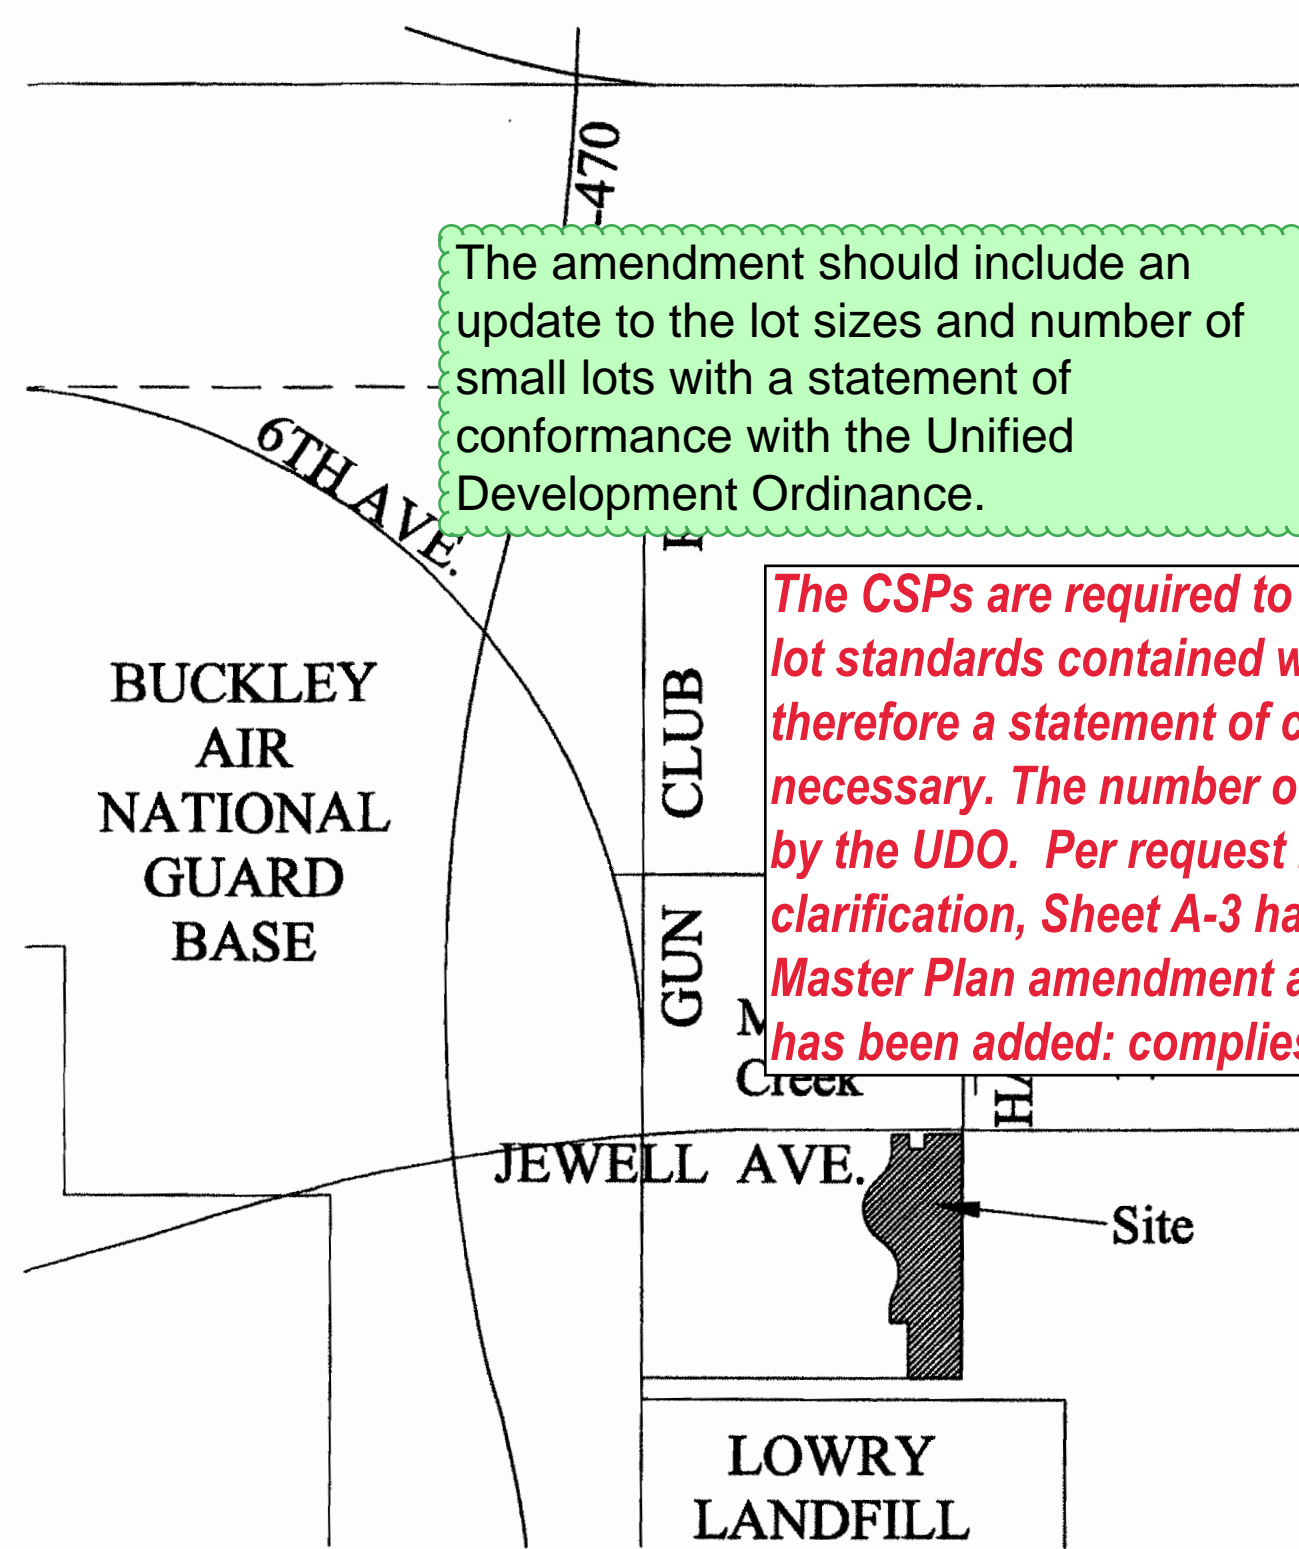 -470
The amendment should include an
update to the lot sizes and number of
small lots with a statement of
conformance with the Unified
Development Ordinance.
6TH AVE.
The CSPs are required to
lot standards contained
therefore a statement of
necessary. The number
by the UDO. Per request
clarification, Sheet A-3
Master Plan amendment
has been added: complies
BUCKLEY
AIR
NATIONAL
GUARD
BASE
GUN CLUB
Creek
JEWELL AVE.
Site
LOWRY
LANDFILL